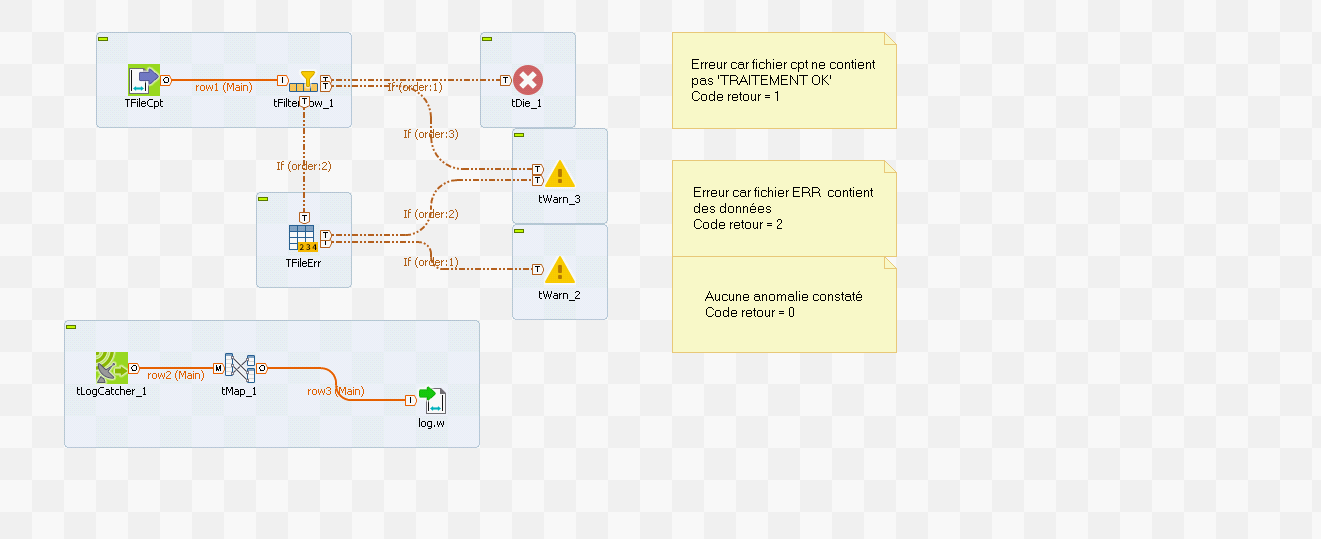 row1 (Main)
TFileCpt
If (order:1)
tDie_1
Erreur car fichier cpt ne contient
pas 'TRAITEMENT OK'
Code retour = 1
If (order:3)
If (order:2)
tWarn_3
Erreur car fichier ERR contient
des données
Code retour = 2
If (order:2)
2 3 4
TFileErr
If (order:1)
tWarn_2
Aucune anomalie constaté
Code retour = 0
row2 (Main)
tLogCatcher_1
tMap_1
row3 (Main)
log.w